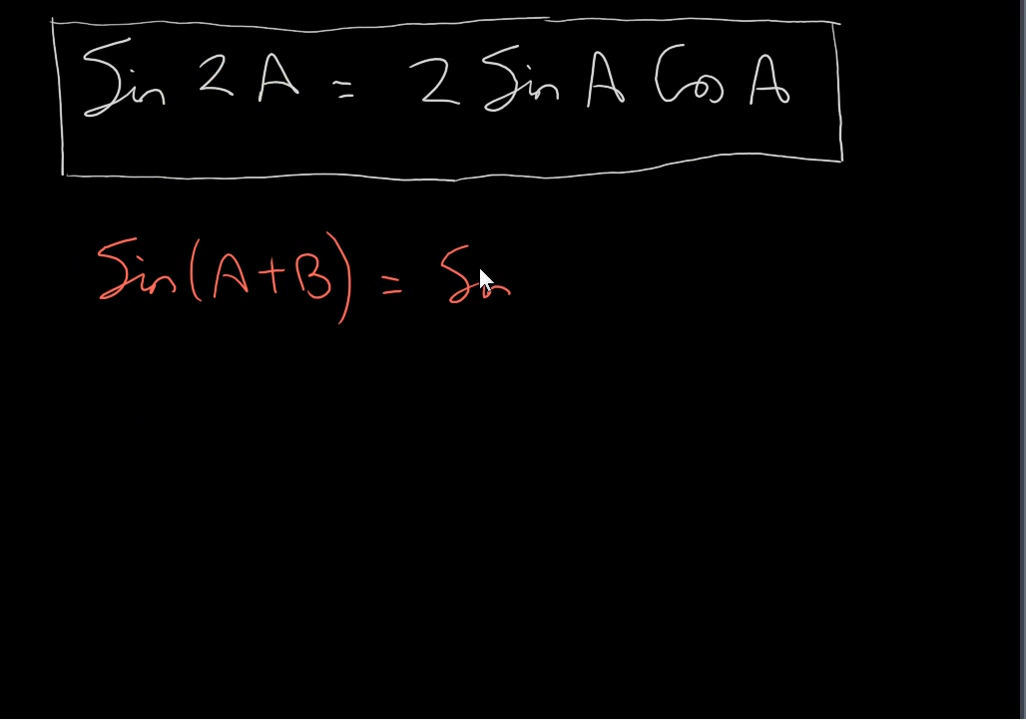 Sin 2A = 2 Sin A Cos A
Sin(A+B) = Sin